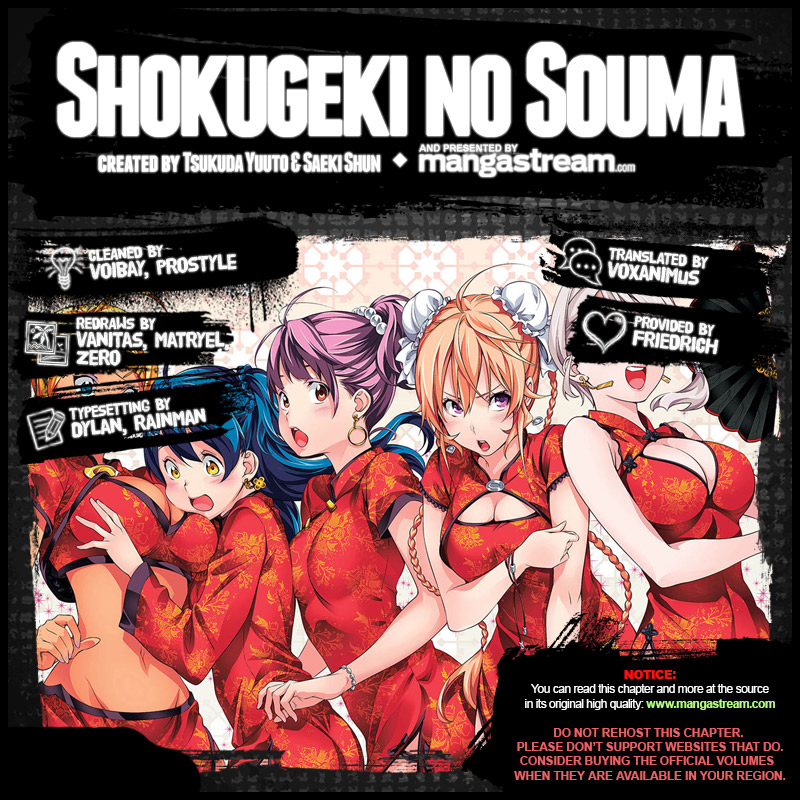 SHOKUGEKI NO SOUMA
CREATED BY TSUKUDA YUUTO & SAEKI SHUN ◆ AND PRESENTED BY
mangastream.com
CLEANED BY
VOIBAY, PROSTYLE
TRANSLATED BY
VOXANIMUS
REDRAWS BY
VANITAS, MATRYEL,
ZERO
PROVIDED BY
FRIEDRICH
TYPESETTING BY
DYLAN, RAINMAN
NOTICE:
You can read this chapter and more at the source
in its original high quality: www.mangastream.com
DO NOT REHOST THIS CHAPTER.
PLEASE DON'T SUPPORT WEBSITES THAT DO.
CONSIDER BUYING THE OFFICIAL VOLUMES
WHEN THEY ARE AVAILABLE IN YOUR REGION.